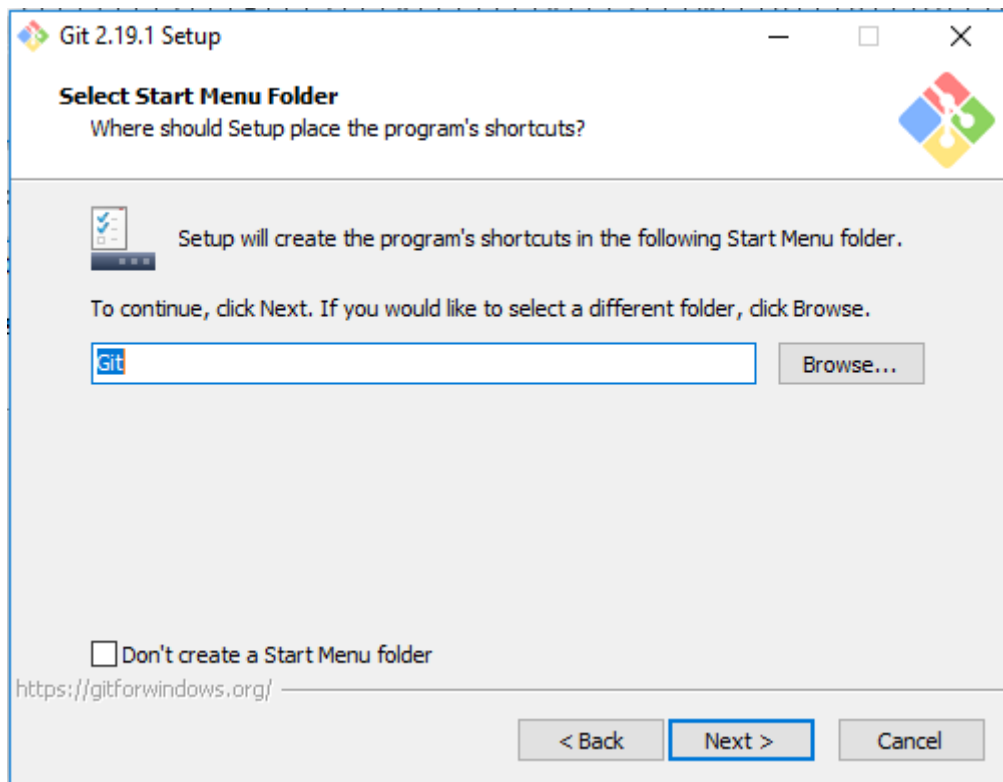 Git 2.19.1 Setup
Select Start Menu Folder
Where should Setup place the program's shortcuts?
Setup will create the program's shortcuts in the following Start Menu folder.
To continue, click Next. If you would like to select a different folder, click Browse.
Git
Browse...
Don't create a Start Menu folder
https://gitforwindows.org/
< Back
Next >
Cancel